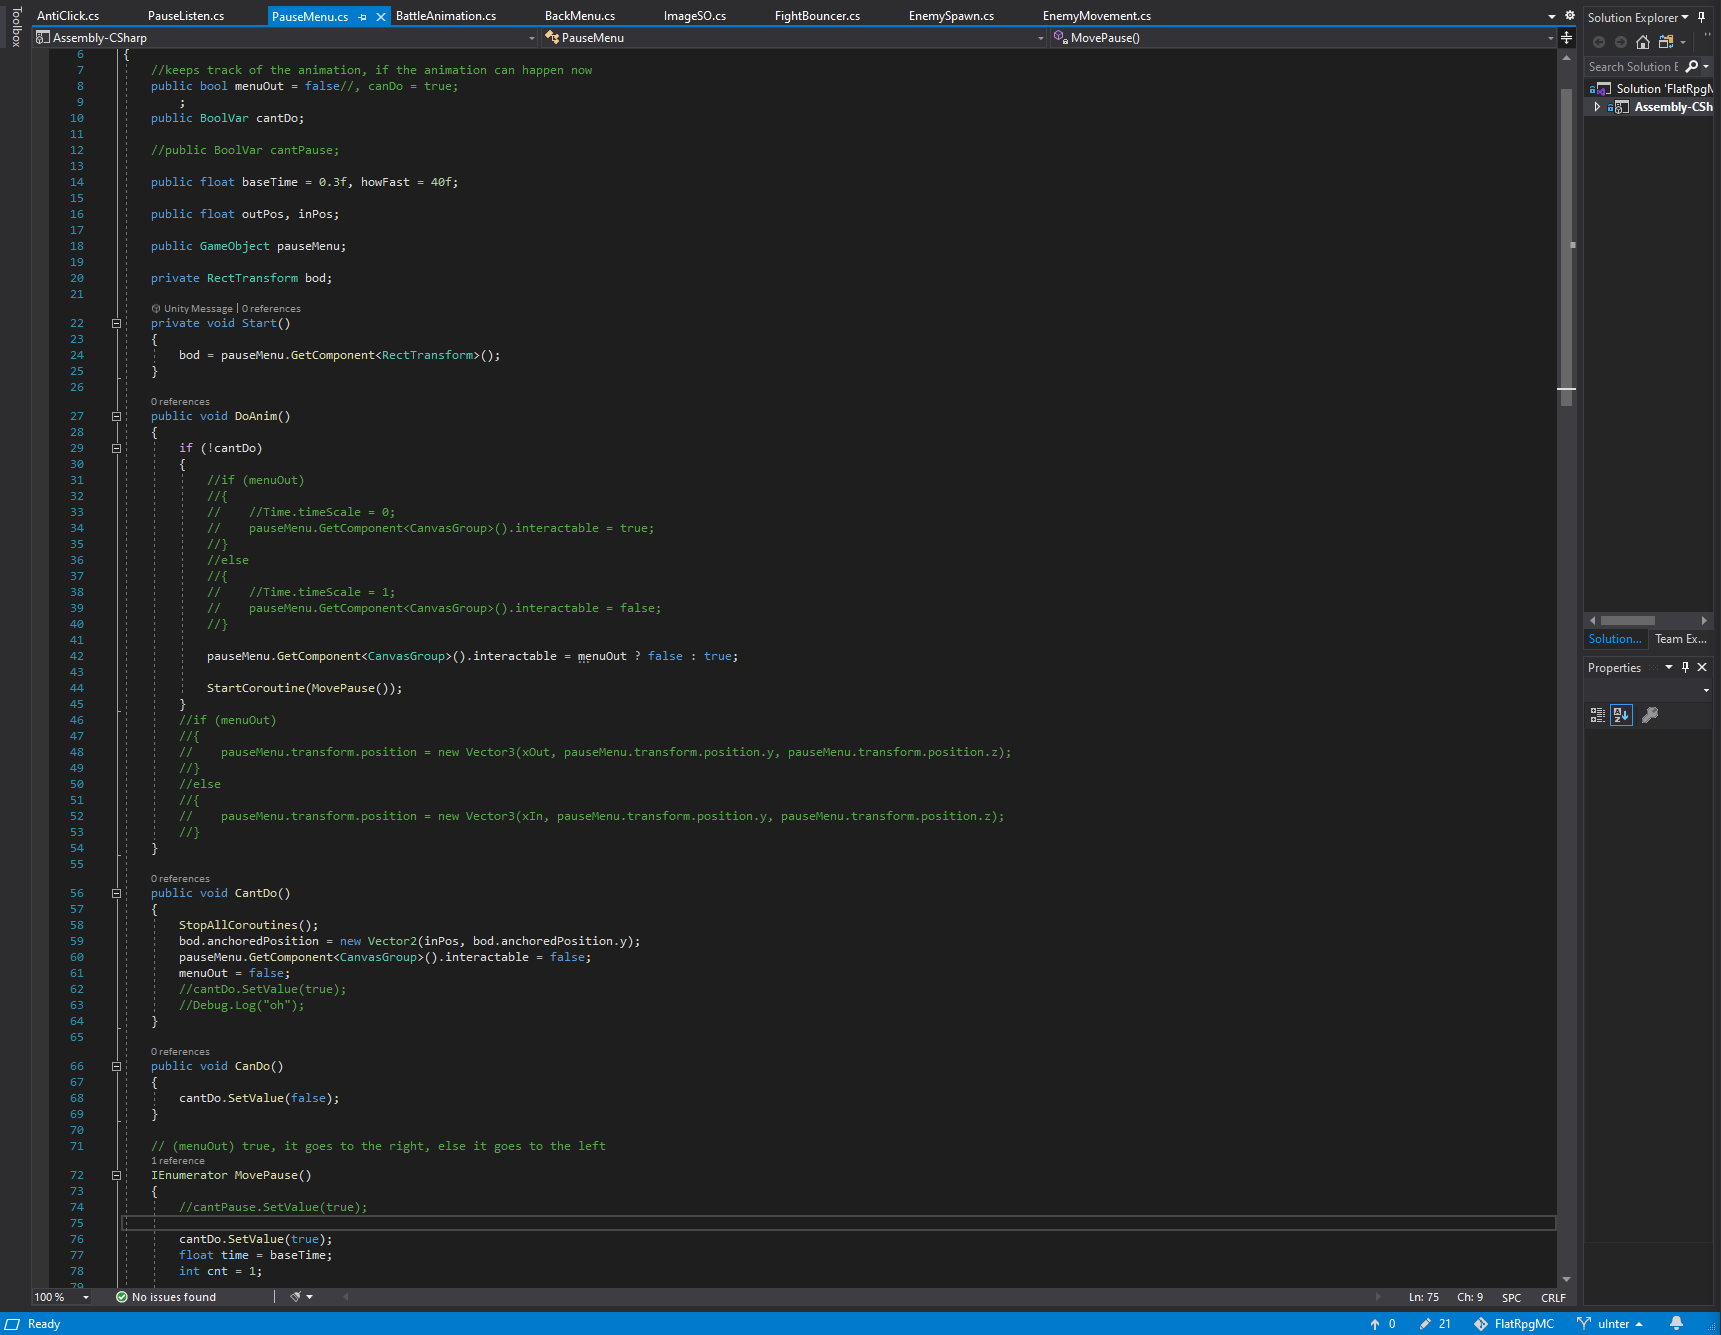 Toolbox
AntiClick.cs PauseListen.cs PauseMenu.cs BattleAnimation.cs BackMenu.cs ImageSO.cs FightBouncer.cs EnemySpawn.cs EnemyMovement.cs
Assembly-CSharp PauseMenu MovePause()
6 {
7 //keeps track of the animation, if the animation can happen now
8 public bool menuOut = false//, canDo = true;
9 ;
10 public BoolVar cantDo;
11
12 //public BoolVar cantPause;
13
14 public float baseTime = 0.3f, howFast = 40f;
15
16 public float outPos, inPos;
17
18 public GameObject pauseMenu;
19
20 private RectTransform bod;
21
Unity Message | 0 references
22 private void Start()
23 {
24 bod = pauseMenu.GetComponent<RectTransform>();
25 }
26
0 references
27 public void DoAnim()
28 {
29 if (!cantDo)
30 {
31 //if (menuOut)
32 //{
33 // //Time.timeScale = 0;
34 // pauseMenu.GetComponent<CanvasGroup>().interactable = true;
35 //}
36 //else
37 //{
38 // //Time.timeScale = 1;
39 // pauseMenu.GetComponent<CanvasGroup>().interactable = false;
40 //}
41
42 pauseMenu.GetComponent<CanvasGroup>().interactable = menuOut ? false : true;
43
44 StartCoroutine(MovePause());
45 }
46 //if (menuOut)
47 //{
48 // pauseMenu.transform.position = new Vector3(xOut, pauseMenu.transform.position.y, pauseMenu.transform.position.z);
49 //}
50 //else
51 //{
52 // pauseMenu.transform.position = new Vector3(xIn, pauseMenu.transform.position.y, pauseMenu.transform.position.z);
53 //}
54 }
55
0 references
56 public void CantDo()
57 {
58 StopAllCoroutines();
59 bod.anchoredPosition = new Vector2(inPos, bod.anchoredPosition.y);
60 pauseMenu.GetComponent<CanvasGroup>().interactable = false;
61 menuOut = false;
62 //cantDo.SetValue(true);
63 //Debug.Log("oh");
64 }
65
0 references
66 public void CanDo()
67 {
68 cantDo.SetValue(false);
69 }
70
71 // (menuOut) true, it goes to the right, else it goes to the left
1 reference
72 IEnumerator MovePause()
73 {
74 //cantPause.SetValue(true);
75
76 cantDo.SetValue(true);
77 float time = baseTime;
78 int cnt = 1;
79
100 % No issues found Ln: 75 Ch: 9 SPC CRLF
Solution Explorer
Search Solution E
Solution 'FlatRpgM
Assembly-CSh
Solution... Team Ex...
Properties
Ready 0 21 FlatRpgMC uInter